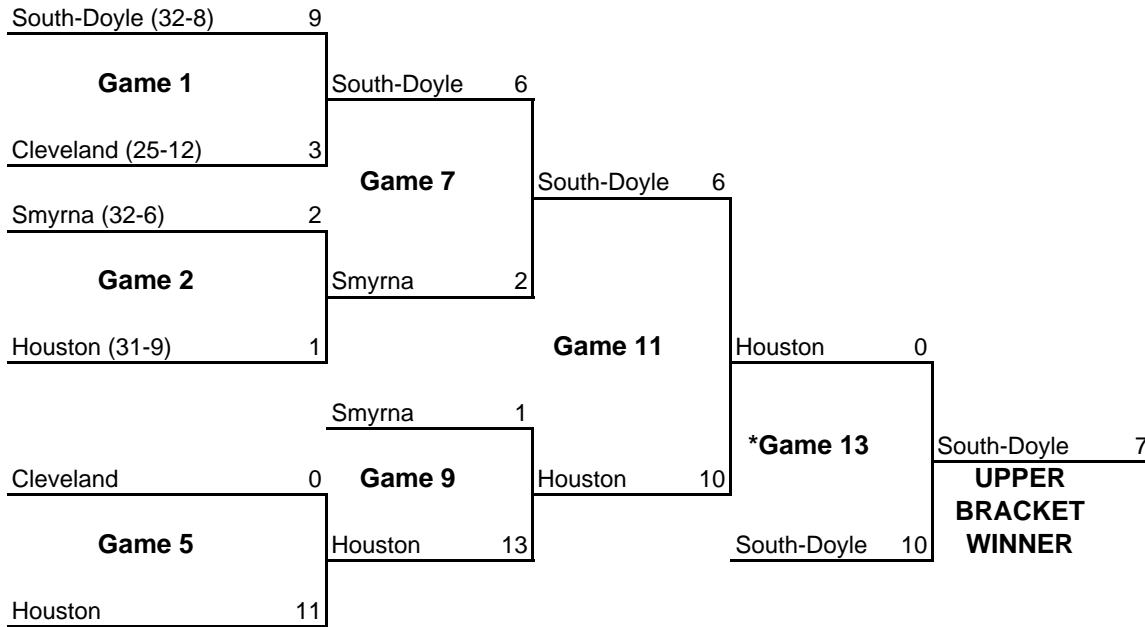 South-Doyle (32-8) 9
Game 1
South-Doyle 6
Cleveland (25-12) 3
Game 7
South-Doyle 6
Smyrna (32-6) 2
Game 2
Smyrna 2
Houston (31-9) 1
Game 11
Houston 0
Smyrna 1
*Game 13
South-Doyle 7
Cleveland 0
Game 9
Houston 10
UPPER
BRACKET
WINNER
Game 5
Houston 13
South-Doyle 10
Houston 11